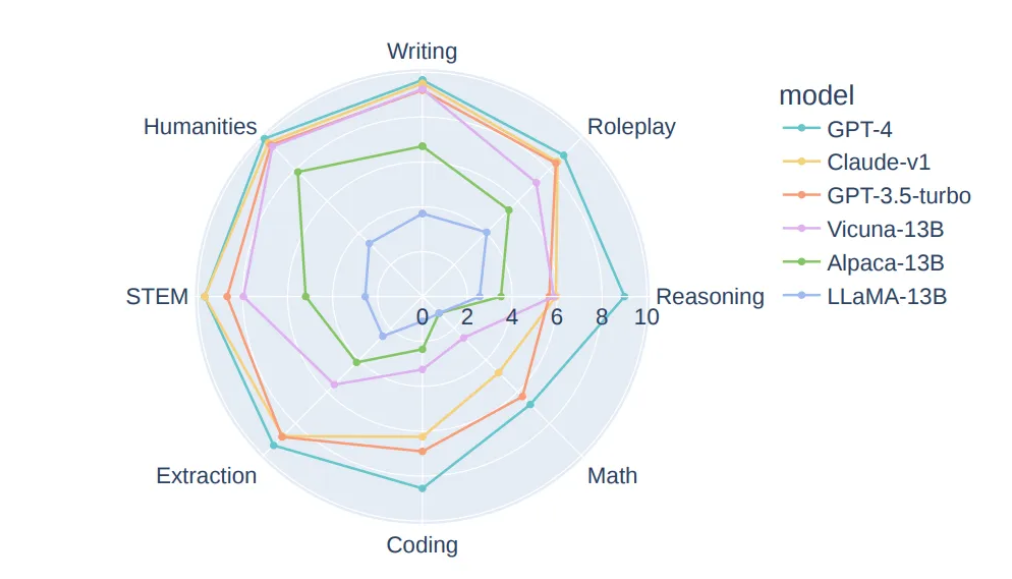 Writing
Humanities
Roleplay
STEM
0 2 4 6 8 10
Reasoning
Extraction
Math
Coding
model
GPT-4
Claude-v1
GPT-3.5-turbo
Vicuna-13B
Alpaca-13B
LLaMA-13B